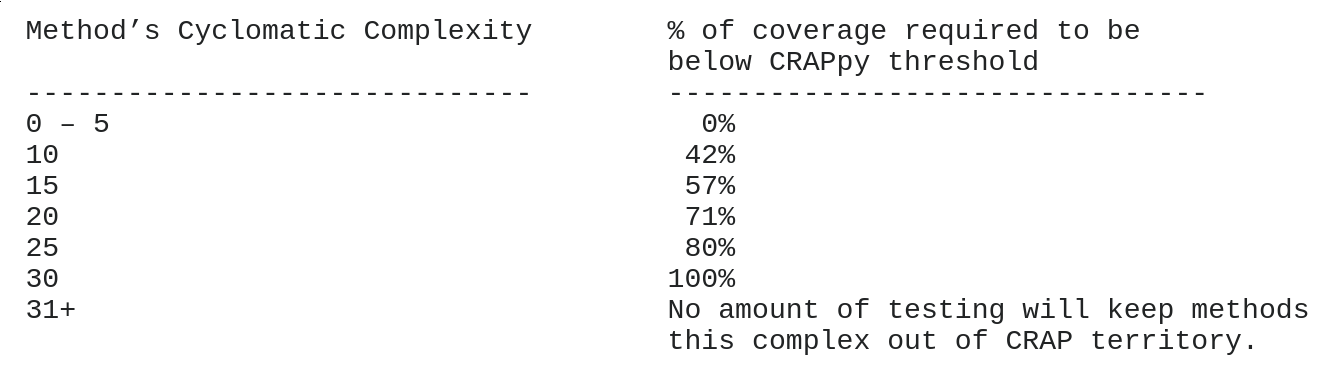 Method’s Cyclomatic Complexity % of coverage required to be
below CRAPpy threshold
------------------------------ --------------------------------
0 – 5 0%
10 42%
15 57%
20 71%
25 80%
30 100%
31+ No amount of testing will keep methods
this complex out of CRAP territory.